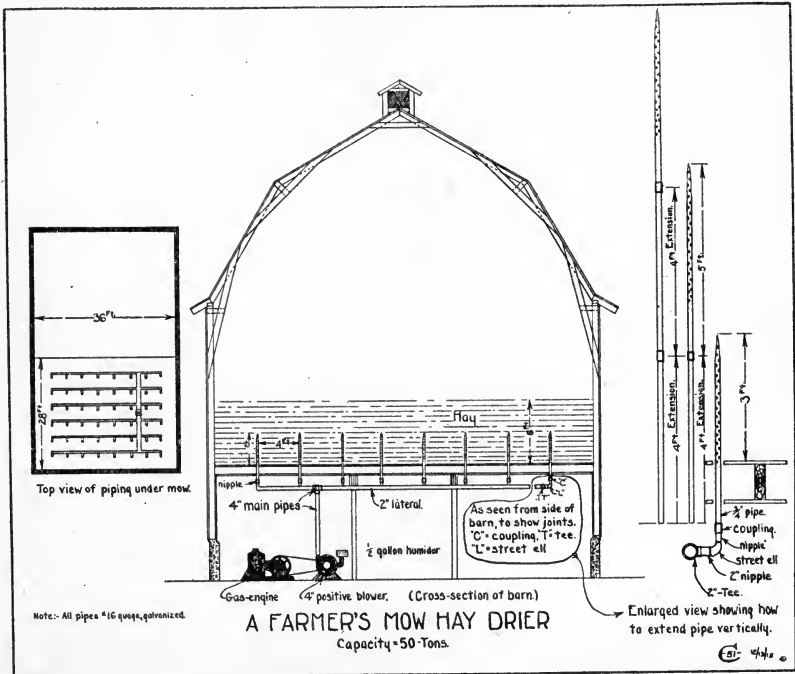 36 Ft.
28 Ft.
Top view of piping under mow.
Hay
4 Ft
nipple
4" main pipes
2" lateral.
"T"
"C"
"L"
As seen from side of
barn, to show joints.
"C"= coupling, "T"= tee.
"L"= street ell
1/2 gallon humidor
Gas-engine
4" positive blower.
(Cross-section of barn.)
Note:- All pipes #16 guage, galvanized.
A FARMER'S MOW HAY DRIER
Capacity = 50-Tons.
4 Ft Extension.
5 Ft.
4 Ft. Extension.
4 Ft. Extension.
3 Ft.
3/4" pipe.
coupling.
nipple
street ell
2" nipple
2"-Tee.
Enlarged view showing how
to extend pipe vertically.
-51-